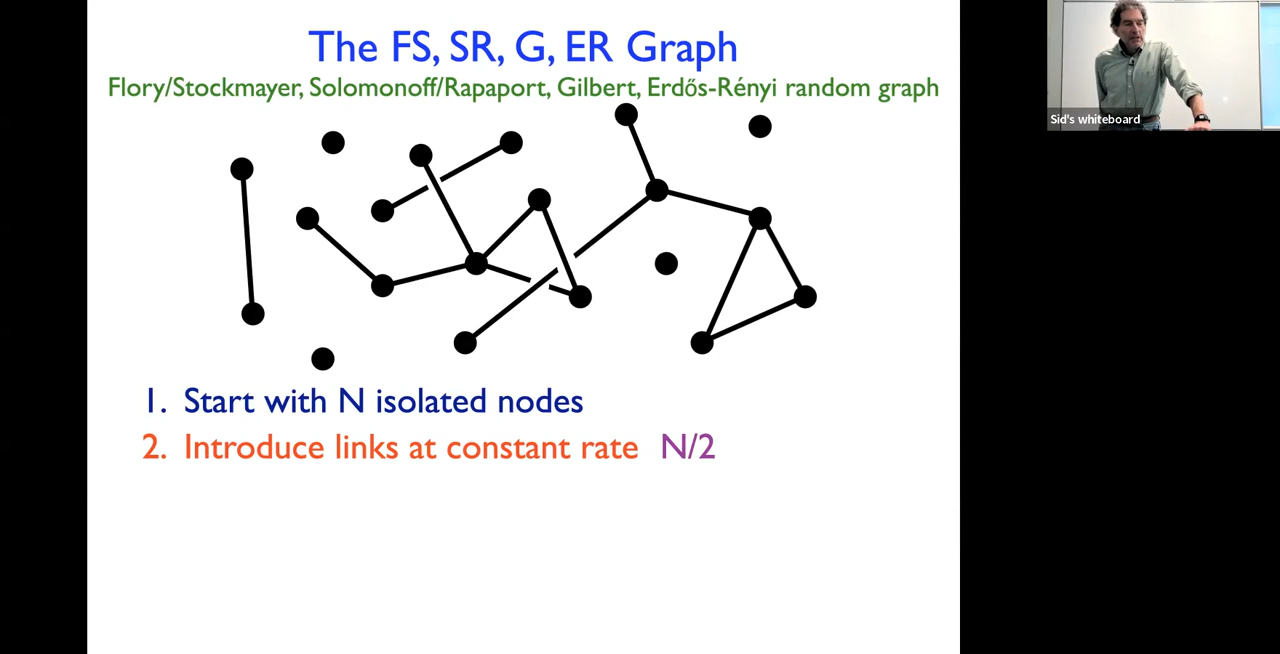 The FS, SR, G, ER Graph
Flory/Stockmayer, Solomonoff/Rapaport, Gilbert, Erdős-Rényi random graph
Sid's whiteboard
1. Start with N isolated nodes
2. Introduce links at constant rate N/2